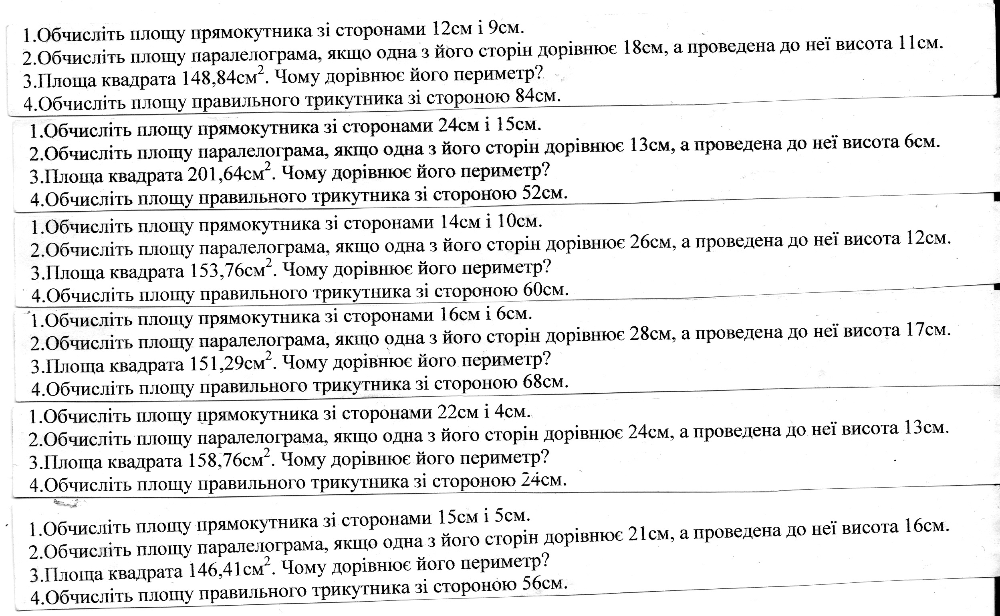 1.Обчисліть площу прямокутника зі сторонами 12см і 9см.
2.Обчисліть площу паралелограма, якщо одна з його сторін дорівнює 18см, а проведена до неї висота 11см.
3.Площа квадрата 148,84см². Чому дорівнює його периметр?
4.Обчисліть площу правильного трикутника зі стороною 84см.
1.Обчисліть площу прямокутника зі сторонами 24см і 15см.
2.Обчисліть площу паралелограма, якщо одна з його сторін дорівнює 13см, а проведена до неї висота 6см.
3.Площа квадрата 201,64см². Чому дорівнює його периметр?
4.Обчисліть площу правильного трикутника зі стороною 52см.
1.Обчисліть площу прямокутника зі сторонами 14см і 10см.
2.Обчисліть площу паралелограма, якщо одна з його сторін дорівнює 26см, а проведена до неї висота 12см.
3.Площа квадрата 153,76см². Чому дорівнює його периметр?
4.Обчисліть площу правильного трикутника зі стороною 60см.
1.Обчисліть площу прямокутника зі сторонами 16см і 6см.
2.Обчисліть площу паралелограма, якщо одна з його сторін дорівнює 28см, а проведена до неї висота 17см.
3.Площа квадрата 151,29см². Чому дорівнює його периметр?
4.Обчисліть площу правильного трикутника зі стороною 68см.
1.Обчисліть площу прямокутника зі сторонами 22см і 4см.
2.Обчисліть площу паралелограма, якщо одна з його сторін дорівнює 24см, а проведена до неї висота 13см.
3.Площа квадрата 158,76см². Чому дорівнює його периметр?
4.Обчисліть площу правильного трикутника зі стороною 24см.
1.Обчисліть площу прямокутника зі сторонами 15см і 5см.
2.Обчисліть площу паралелограма, якщо одна з його сторін дорівнює 21см, а проведена до неї висота 16см.
3.Площа квадрата 146,41см². Чому дорівнює його периметр?
4.Обчисліть площу правильного трикутника зі стороною 56см.